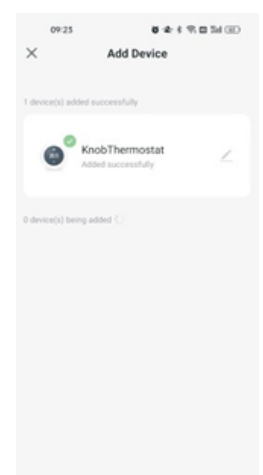 09:25
Add Device
1 device(s) added successfully
KnobThermostat
Added successfully
0 device(s) being added